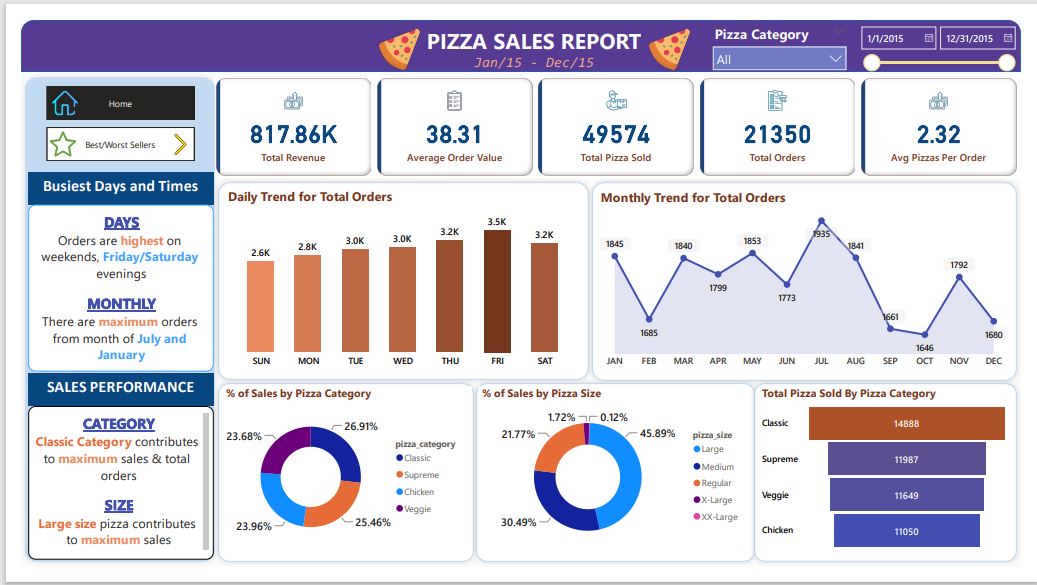 PIZZA SALES REPORT
Jan/15 - Dec/15
Pizza Category
All
1/1/2015
12/31/2015
Home
Best/Worst Sellers
817.86K
Total Revenue
38.31
Average Order Value
49574
Total Pizza Sold
21350
Total Orders
2.32
Avg Pizzas Per Order
Busiest Days and Times
DAYS
Orders are highest on
weekends, Friday/Saturday
evenings
MONTHLY
There are maximum orders
from month of July and
January
SALES PERFORMANCE
CATEGORY
Classic Category contributes
to maximum sales & total
orders
SIZE
Large size pizza contributes
to maximum sales
Daily Trend for Total Orders
2.6K 2.8K 3.0K 3.0K 3.2K 3.5K 3.2K
SUN MON TUE WED THU FRI SAT
Monthly Trend for Total Orders
1845 1685 1840 1799 1853 1773 1935 1841 1661 1646 1792 1680
JAN FEB MAR APR MAY JUN JUL AUG SEP OCT NOV DEC
% of Sales by Pizza Category
23.68%
26.91%
23.96%
25.46%
pizza_category
Classic
Supreme
Chicken
Veggie
% of Sales by Pizza Size
1.72%
0.12%
21.77%
45.89%
30.49%
pizza_size
Large
Medium
Regular
X-Large
XX-Large
Total Pizza Sold By Pizza Category
Classic 14888
Supreme 11987
Veggie 11649
Chicken 11050